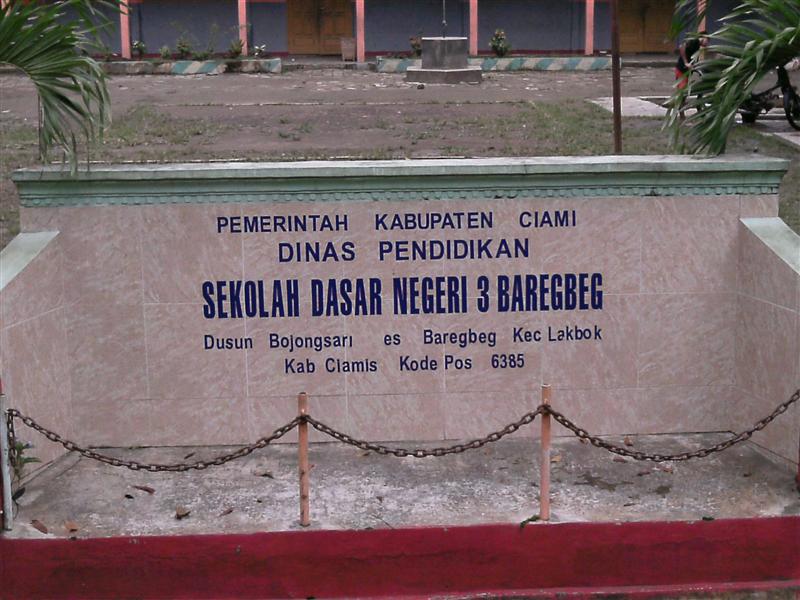 PEMERINTAH KABUPATEN CIAMI
DINAS PENDIDIKAN
SEKOLAH DASAR NEGERI 3 BAREGBEG
Dusun Bojongsari es Baregbeg Kec Lakbok
Kab Ciamis Kode Pos 6385